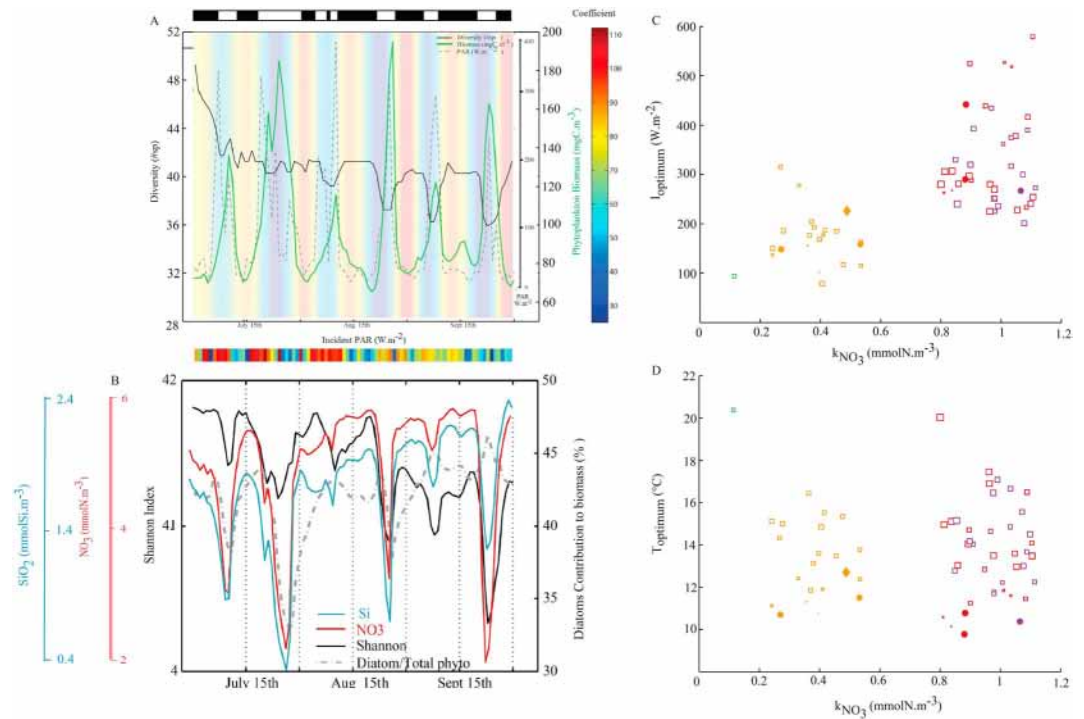 A
52
48
44
40
36
32
28
Diversity (#sp)
Diversity (#sp)
PAR (W.m
200
180
160
140
120
100
80
60
Phytoplankton Biomass (mgC.m-3)
PAR
W.m-2
July 15th
Aug 15th
Sept 15th
Coefficient
110
100
90
80
70
60
50
40
30
Incident PAR (W.m-2)
B
42
41
4
Shannon Index
2.4
1.4
0.4
SiO2 (mmolSi.m-3)
6
4
2
NO3 (mmolN.m-3)
50
45
40
35
30
Diatoms Contribution to biomass (%)
Si
NO3
Shannon
Diatom/Total phyto
July 15th
Aug 15th
Sept 15th
C
600
500
400
300
200
100
Ioptimum (W.m-2)
0
0.2
0.4
0.6
0.8
1
1.2
kNO3 (mmolN.m-3)
D
22
20
18
16
14
12
10
Toptimum (°C)
0
0.2
0.4
0.6
0.8
1
1.2
kNO3 (mmolN.m-3)